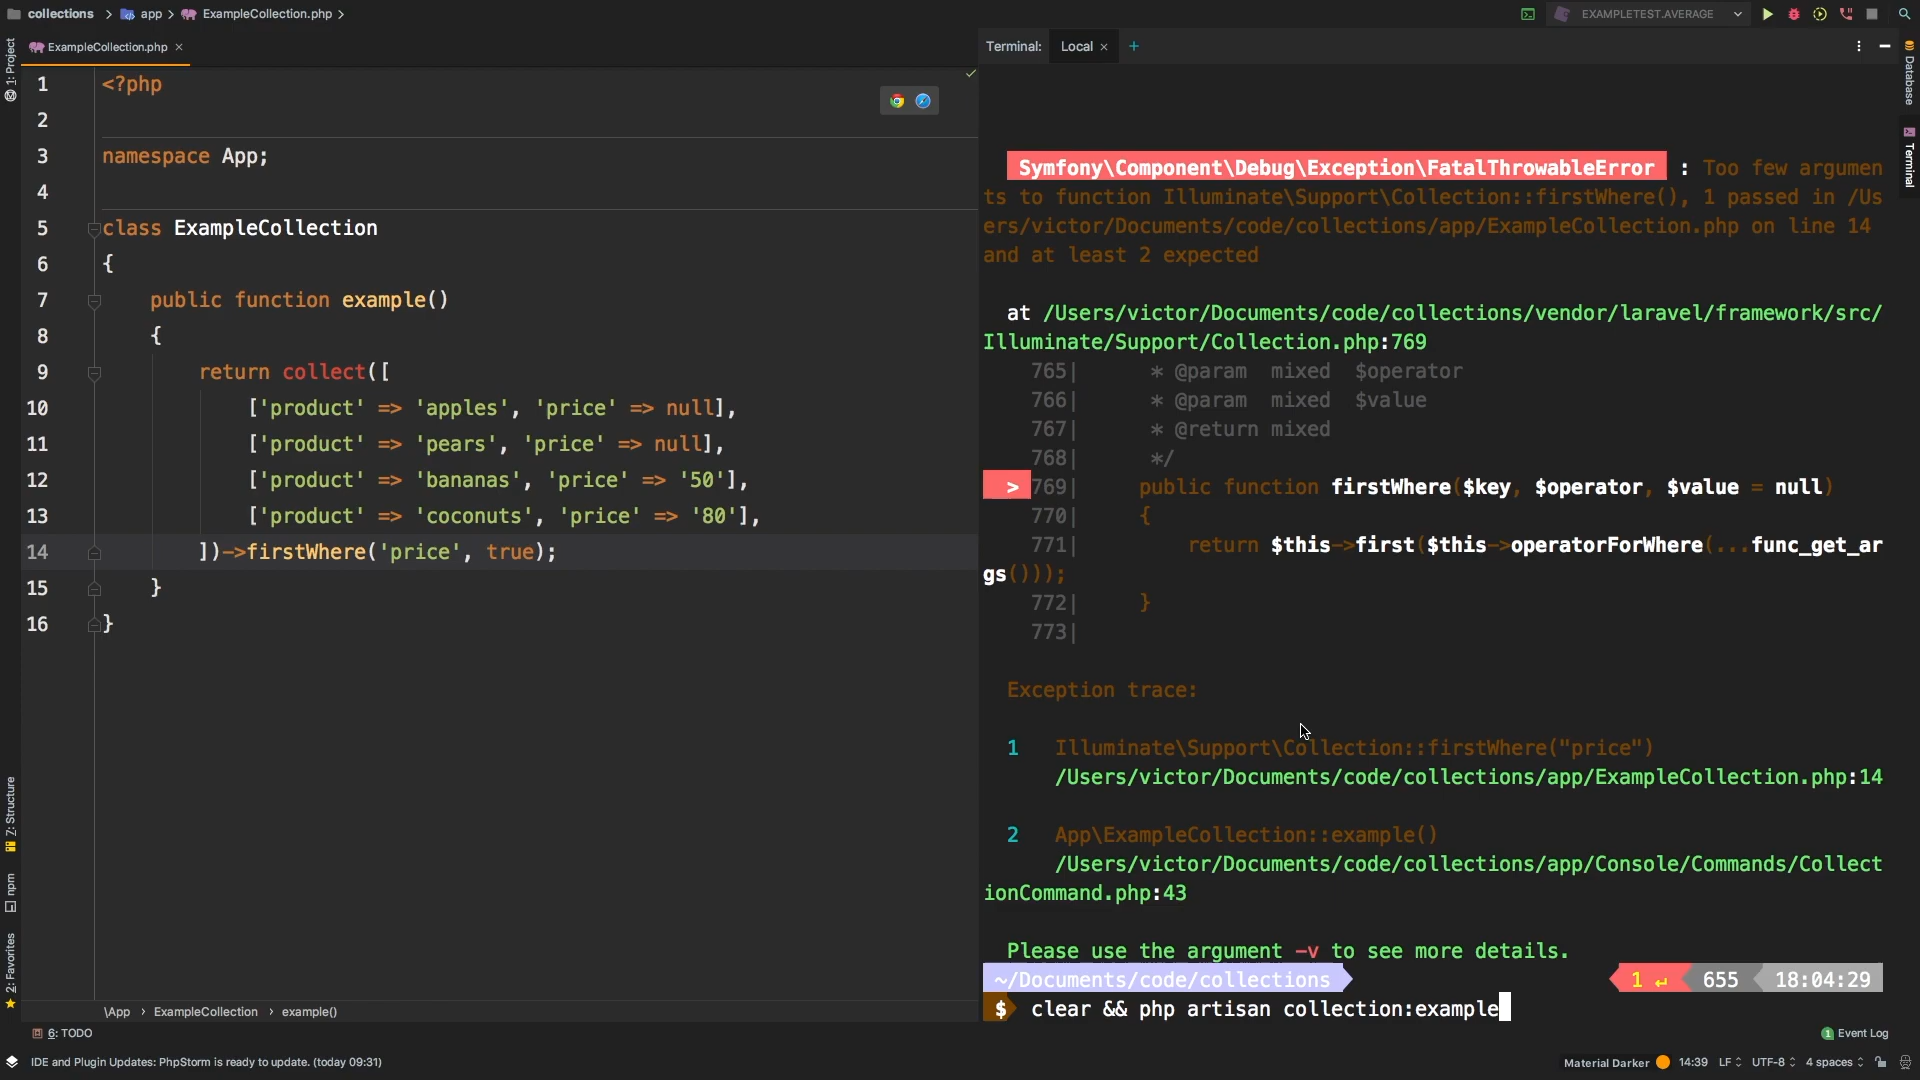 collections
app
ExampleCollection.php
EXAMPLETEST.AVERAGE
1: Project
ExampleCollection.php
1 <?php
2
3 namespace App;
4
5 class ExampleCollection
6 {
7 public function example()
8 {
9 return collect([
10 ['product' => 'apples', 'price' => null],
11 ['product' => 'pears', 'price' => null],
12 ['product' => 'bananas', 'price' => '50'],
13 ['product' => 'coconuts', 'price' => '80'],
14 ])->firstWhere('price', true);
15 }
16 }
Terminal: Local × +
Database
Terminal
Symfony\Component\Debug\Exception\FatalThrowableError : Too few argumen
ts to function Illuminate\Support\Collection::firstWhere(), 1 passed in /Us
ers/victor/Documents/code/collections/app/ExampleCollection.php on line 14
and at least 2 expected
at /Users/victor/Documents/code/collections/vendor/laravel/framework/src/
Illuminate/Support/Collection.php:769
765| * @param mixed $operator
766| * @param mixed $value
767| * @return mixed
768| */
> 769| public function firstWhere($key, $operator, $value = null)
770| {
771| return $this->first($this->operatorForWhere(...func_get_ar
gs()));
772| }
773|
Exception trace:
1 Illuminate\Support\Collection::firstWhere("price")
/Users/victor/Documents/code/collections/app/ExampleCollection.php:14
2 App\ExampleCollection::example()
/Users/victor/Documents/code/collections/app/Console/Commands/Collect
ionCommand.php:43
Please use the argument -v to see more details.
~/Documents/code/collections 1 ↵ 655 18:04:29
$ clear && php artisan collection:example
Z: Structure
npm
2: Favorites
\App › ExampleCollection › example()
6: TODO
1 Event Log
IDE and Plugin Updates: PhpStorm is ready to update. (today 09:31)
Material Darker 14:39 LF UTF-8 4 spaces